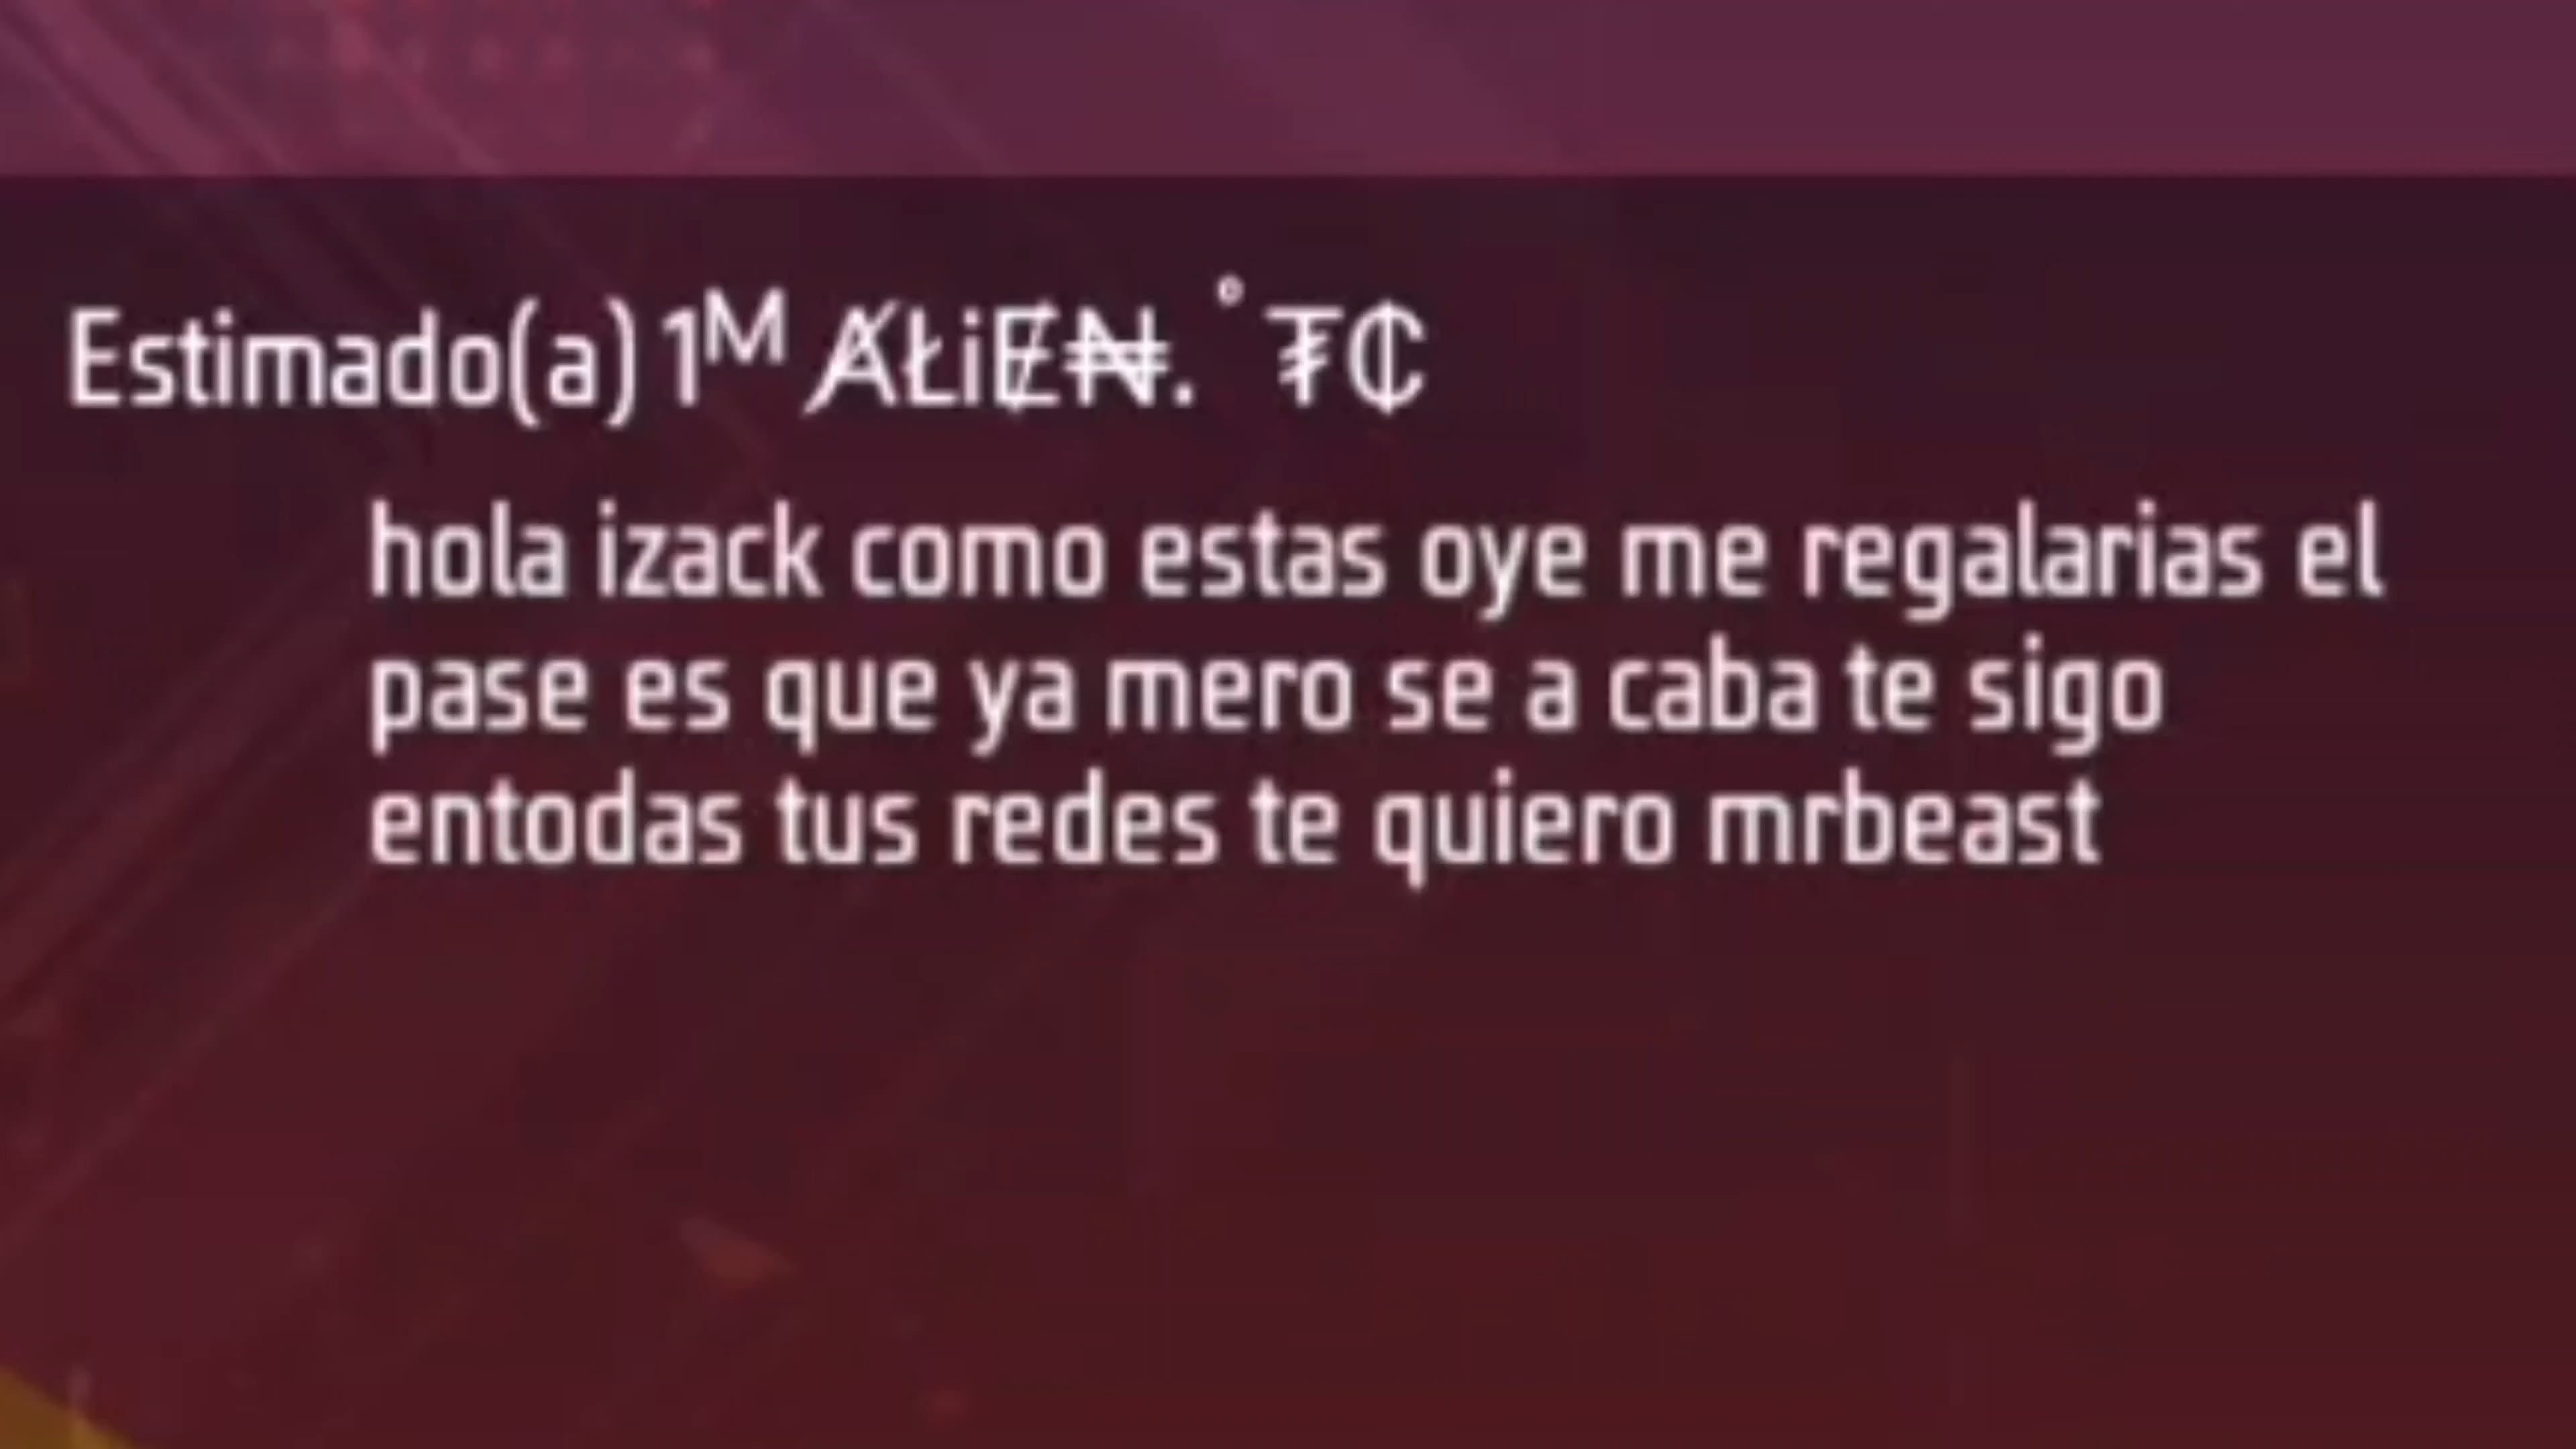 Estimado(a) 1ᴹ ȺŁiɆ₦.˚₮₵
hola izack como estas oye me regalarias el
pase es que ya mero se a caba te sigo
entodas tus redes te quiero mrbeast